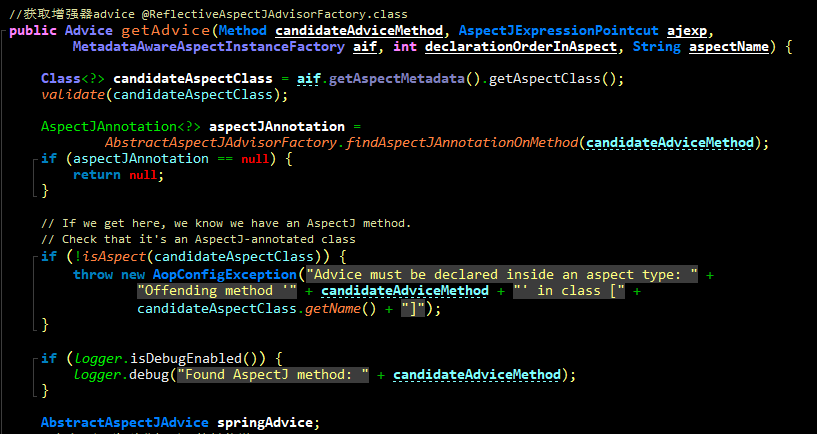 //获取增强器advice @ReflectiveAspectJAdvisorFactory.class
public Advice getAdvice(Method candidateAdviceMethod, AspectJExpressionPointcut ajexp,
MetadataAwareAspectInstanceFactory aif, int declarationOrderInAspect, String aspectName) {
Class<?> candidateAspectClass = aif.getAspectMetadata().getAspectClass();
validate(candidateAspectClass);
AspectJAnnotation<?> aspectJAnnotation =
AbstractAspectJAdvisorFactory.findAspectJAnnotationOnMethod(candidateAdviceMethod);
if (aspectJAnnotation == null) {
return null;
}
// If we get here, we know we have an AspectJ method.
// Check that it's an AspectJ-annotated class
if (!isAspect(candidateAspectClass)) {
throw new AopConfigException("Advice must be declared inside an aspect type: " +
"Offending method '" + candidateAdviceMethod + "' in class [" +
candidateAspectClass.getName() + "]");
}
if (logger.isDebugEnabled()) {
logger.debug("Found AspectJ method: " + candidateAdviceMethod);
}
AbstractAspectJAdvice springAdvice;